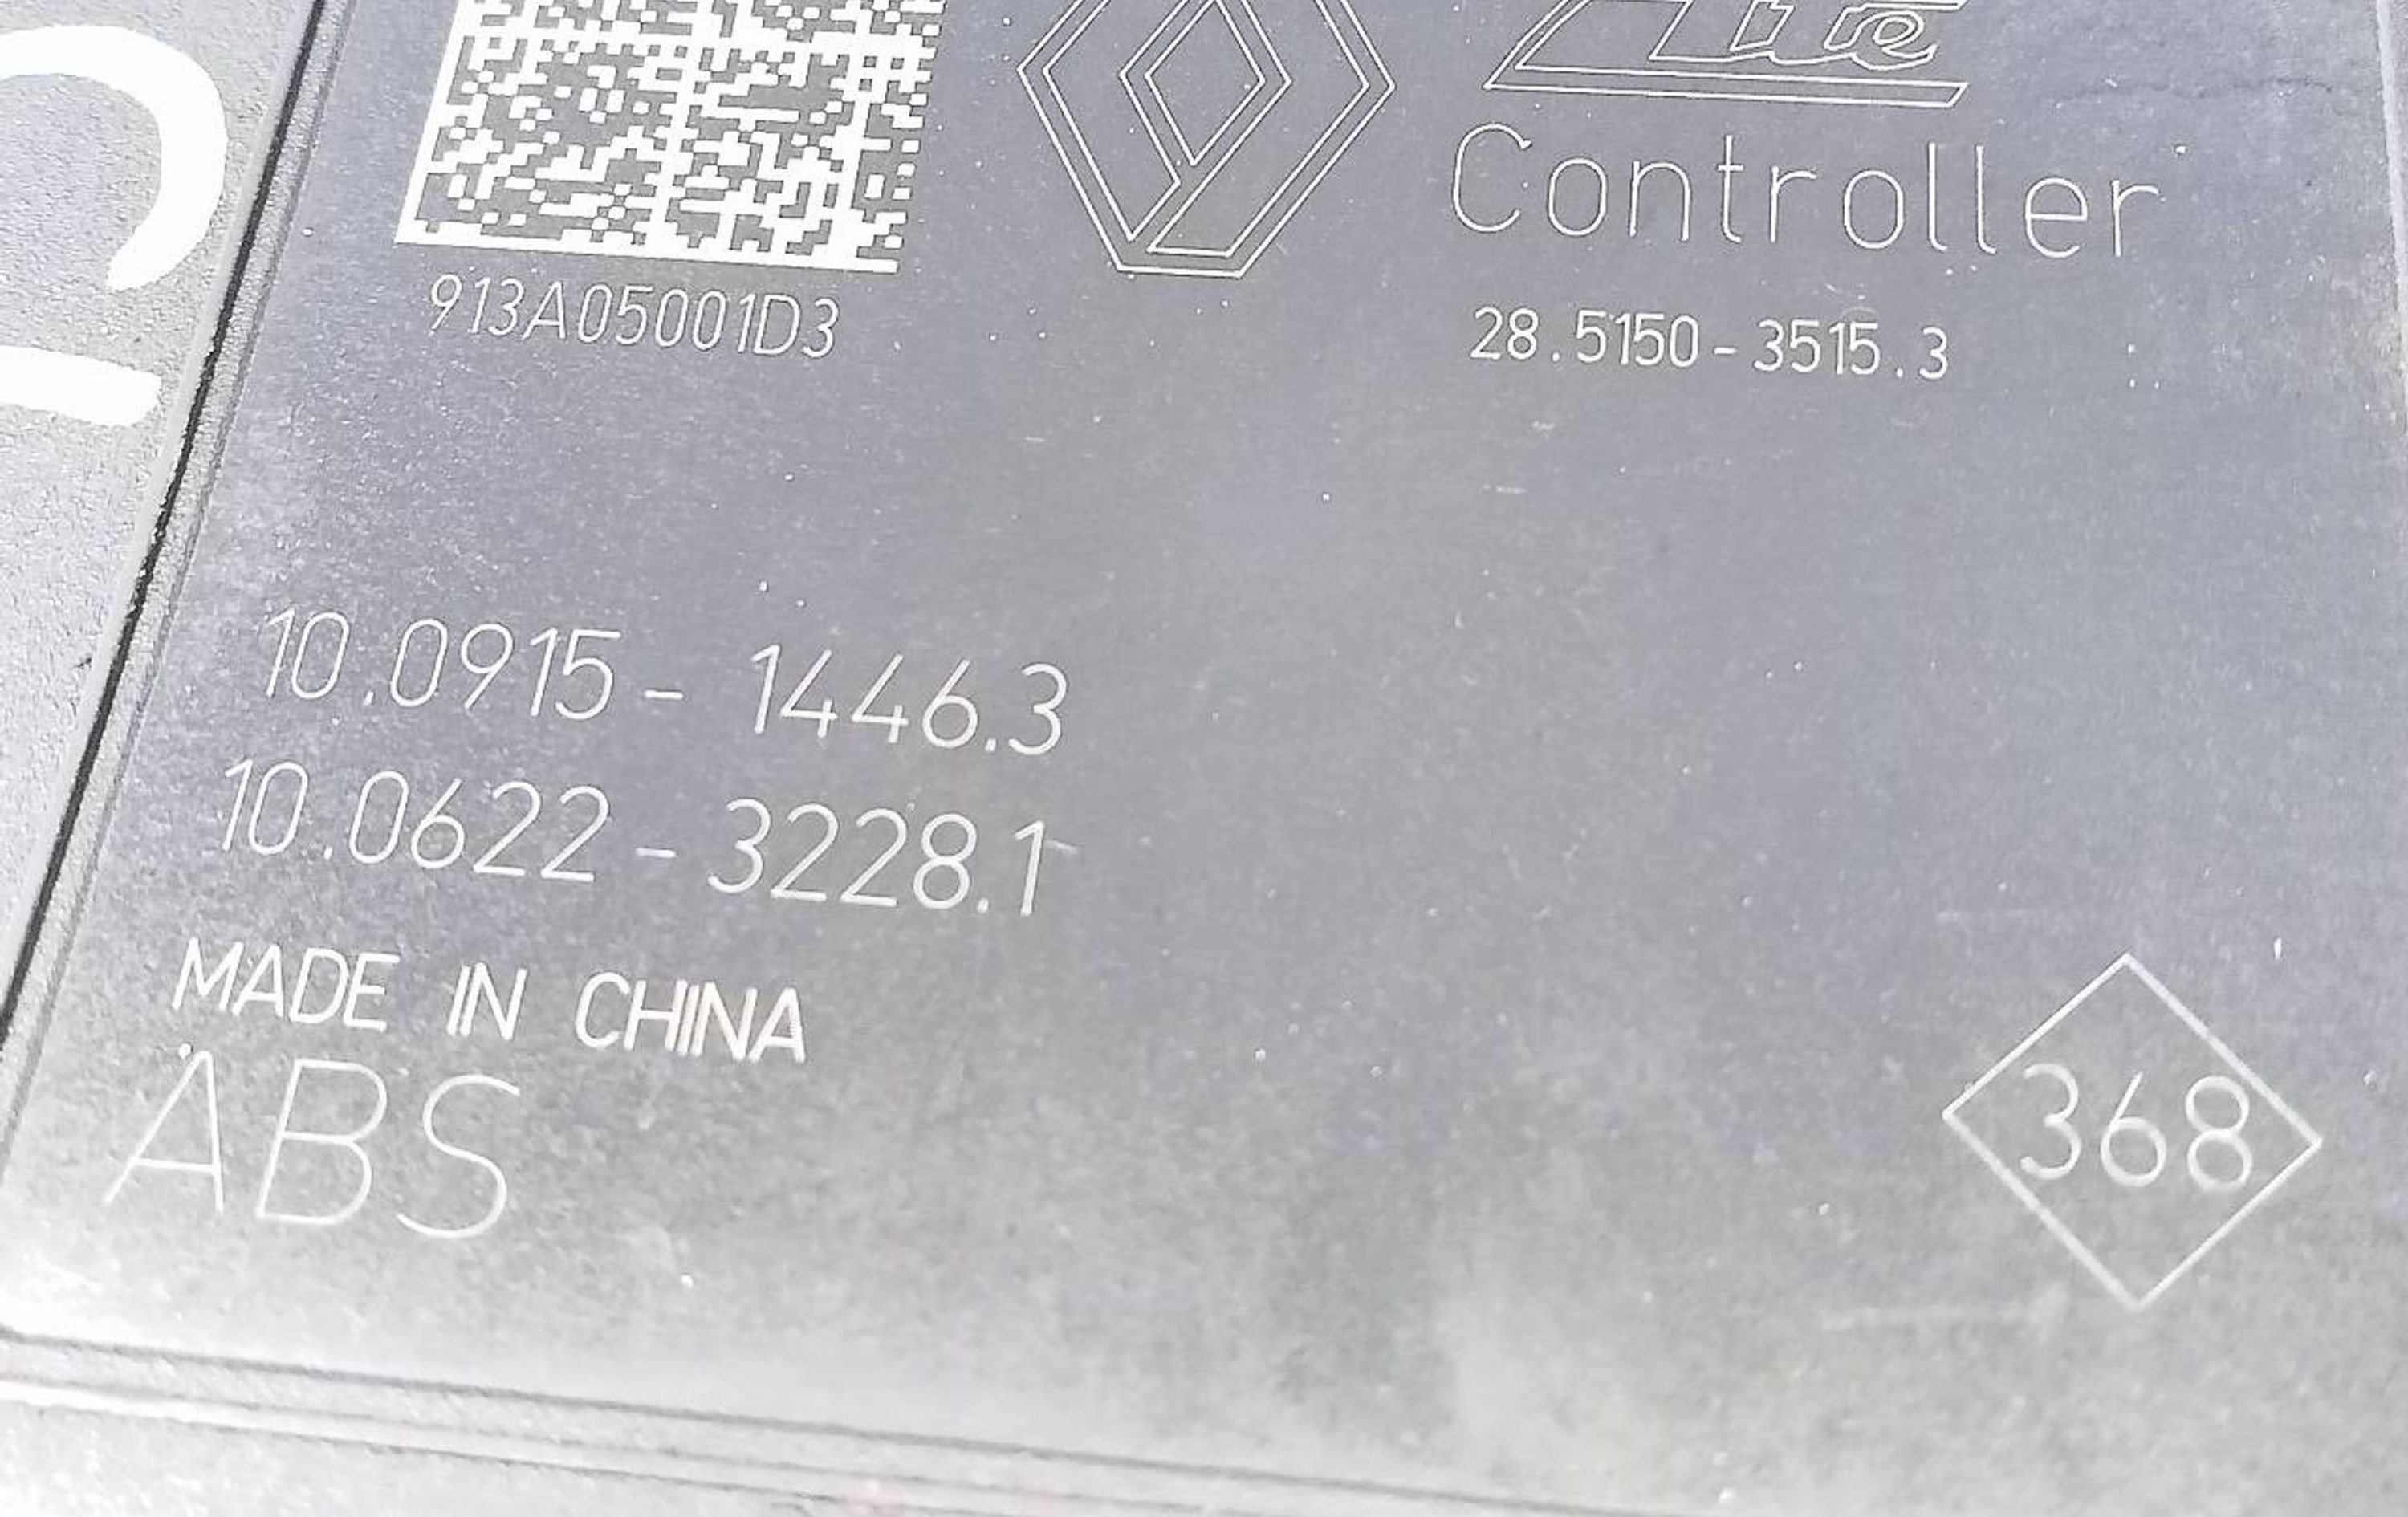 Ate
Controller
913A05001D3
28.5150-3515.3
10.0915- 1446.3
10.0622-3228.1
MADE IN CHINA
ABS
368